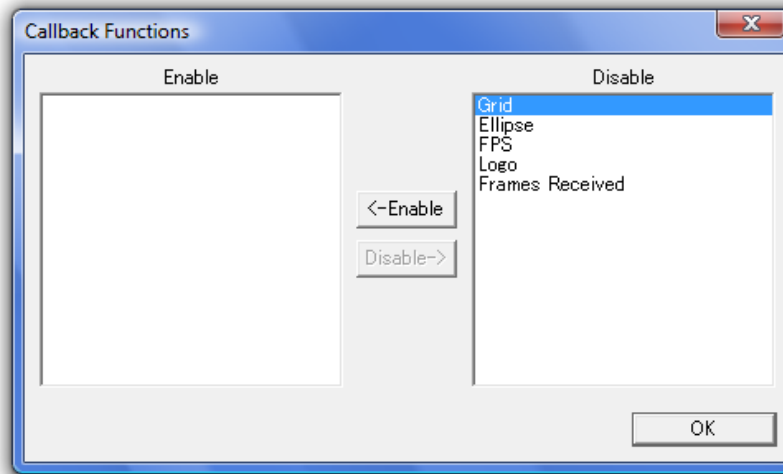 Callback Functions
Enable
Disable
Grid
Ellipse
FPS
Logo
Frames Received
<-Enable
Disable->
OK